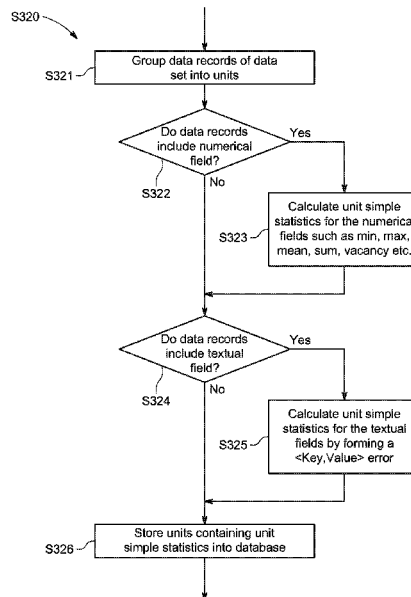 S320
Group data records of data
set into units
S321
Do data records
include numerical
field?
Yes
S322
No
Calculate unit simple
statistics for the numerical
fields such as min, max,
mean, sum, vacancy etc.
S323
Do data records
include textual
field?
Yes
S324
No
Calculate unit simple
statistics for the textual
fields by forming a
<Key,Value> error
S325
Store units containing unit
simple statistics into database
S326